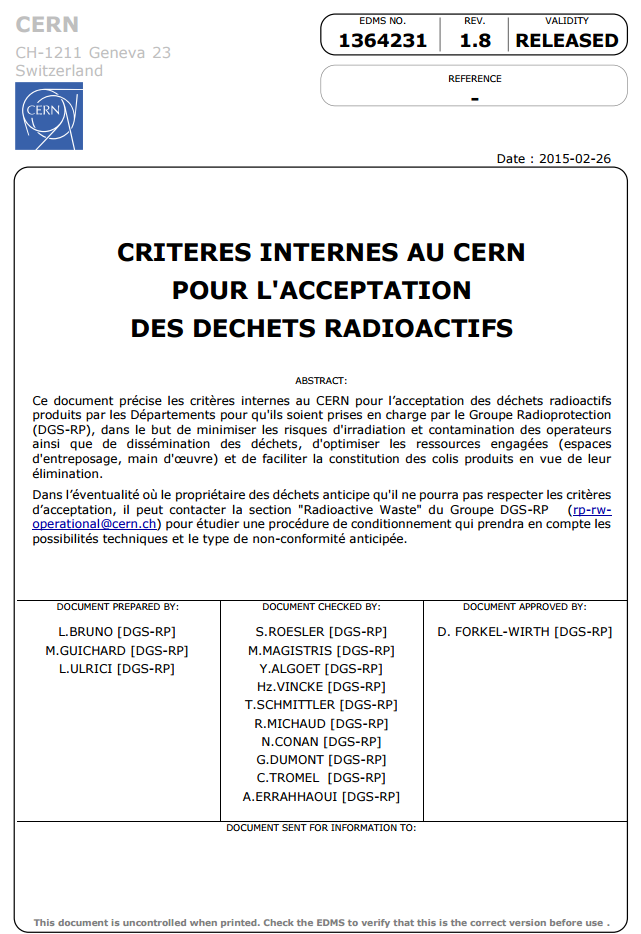 CERN
CH-1211 Geneva 23
Switzerland
CERN
EDMS NO. REV. VALIDITY
1364231 1.8 RELEASED
REFERENCE
-
Date : 2015-02-26
CRITERES INTERNES AU CERN
POUR L'ACCEPTATION
DES DECHETS RADIOACTIFS
ABSTRACT:
Ce document précise les critères internes au CERN pour l'acceptation des déchets radioactifs
produits par les Départements pour qu'ils soient prises en charge par le Groupe Radioprotection
(DGS-RP), dans le but de minimiser les risques d'irradiation et contamination des operateurs
ainsi que de dissémination des déchets, d'optimiser les ressources engagées (espaces
d'entreposage, main d'œuvre) et de faciliter la constitution des colis produits en vue de leur
élimination.
Dans l'éventualité où le propriétaire des déchets anticipe qu'il ne pourra pas respecter les critères
d'acceptation, il peut contacter la section "Radioactive Waste" du Groupe DGS-RP (rp-rw-
operational@cern.ch) pour étudier une procédure de conditionnement qui prendra en compte les
possibilités techniques et le type de non-conformité anticipée.
DOCUMENT PREPARED BY:
L.BRUNO [DGS-RP]
M.GUICHARD [DGS-RP]
L.ULRICI [DGS-RP]
DOCUMENT CHECKED BY:
S.ROESLER [DGS-RP]
M.MAGISTRIS [DGS-RP]
Y.ALGOET [DGS-RP]
Hz.VINCKE [DGS-RP]
T.SCHMITTLER [DGS-RP]
R.MICHAUD [DGS-RP]
N.CONAN [DGS-RP]
G.DUMONT [DGS-RP]
C.TROMEL [DGS-RP]
A.ERRAHHAOUI [DGS-RP]
DOCUMENT APPROVED BY:
D. FORKEL-WIRTH [DGS-RP]
DOCUMENT SENT FOR INFORMATION TO:
This document is uncontrolled when printed. Check the EDMS to verify that this is the correct version before use .